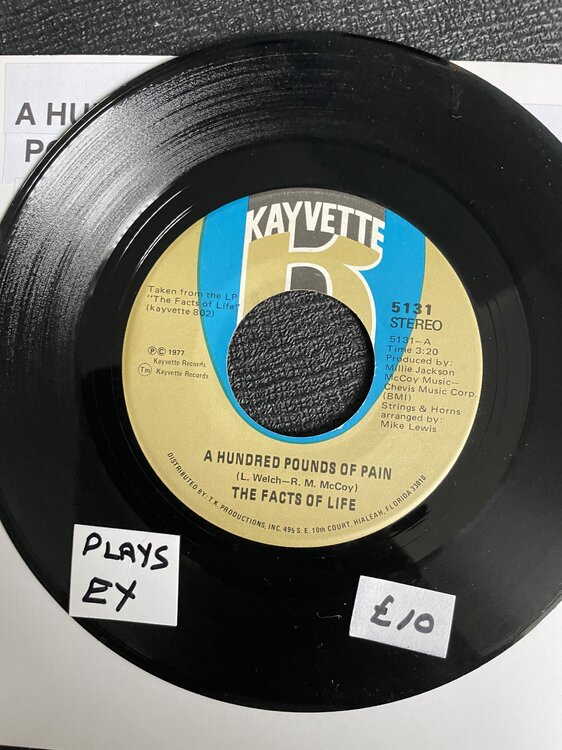 A HU
PO
KAYVETTE
Taken from the LP
"The Facts of Life"
(kayvette 802)
5131
STEREO
5131—A
Time 3:20
Produced by:
Millie Jackson
McCoy Music—
Chevis Music Corp.
(BMI)
Strings & Horns
arranged by:
Mike Lewis
Ⓟ © 1977
Kayvette Records
Tm Kayvette Records
A HUNDRED POUNDS OF PAIN
(L. Welch—R. M. McCoy)
THE FACTS OF LIFE
DISTRIBUTED BY: T.K. PRODUCTIONS, INC. 495 S. E. 10th COURT, HIALEAH, FLORIDA 33010
PLAYS
EX
£10